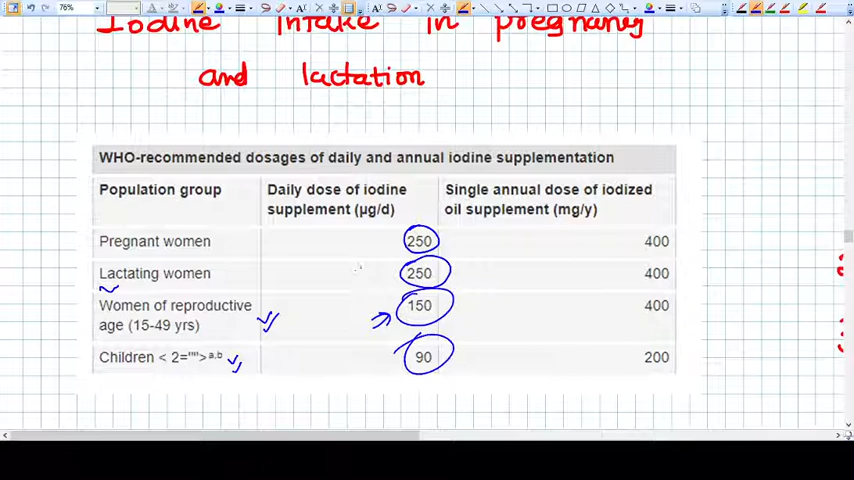 76%
Iodine intake in pregnancy
and lactation
WHO-recommended dosages of daily and annual iodine supplementation
Population group Daily dose of iodine supplement (µg/d) Single annual dose of iodized oil supplement (mg/y)
Pregnant women 250 400
Lactating women 250 400
Women of reproductive age (15-49 yrs) 150 400
Children < 2="">a,b 90 200